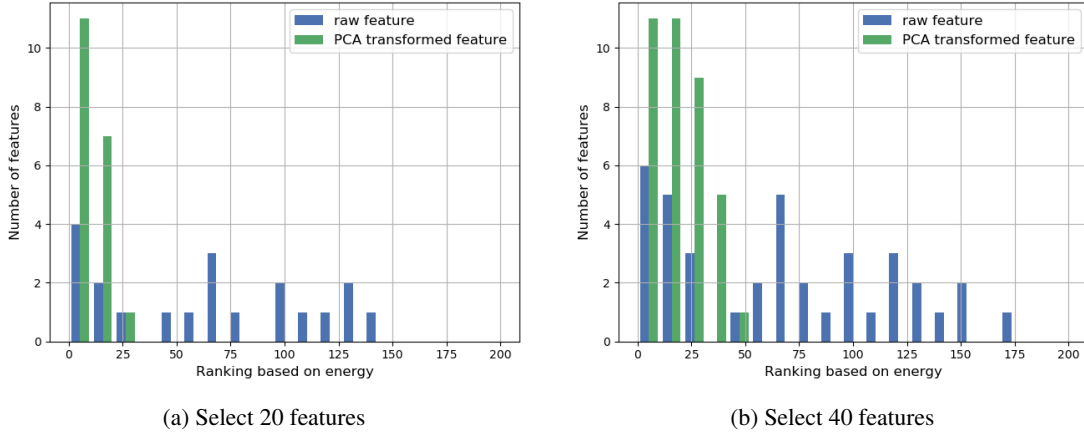 raw feature
PCA transformed feature
10
8
6
4
2
0
Number of features
0 25 50 75 100 125 150 175 200
Ranking based on energy
(a) Select 20 features
raw feature
PCA transformed feature
10
8
6
4
2
0
Number of features
0 25 50 75 100 125 150 175 200
Ranking based on energy
(b) Select 40 features